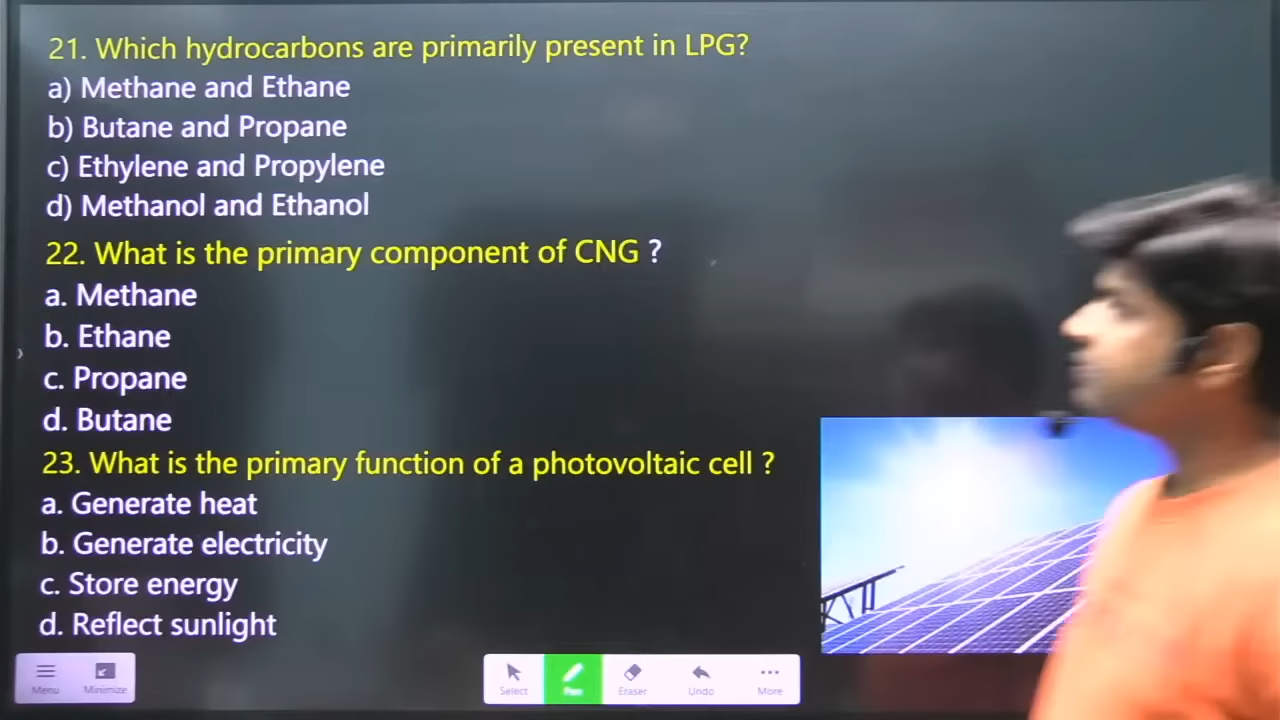 21. Which hydrocarbons are primarily present in LPG?
a) Methane and Ethane
b) Butane and Propane
c) Ethylene and Propylene
d) Methanol and Ethanol
22. What is the primary component of CNG ?
a. Methane
b. Ethane
c. Propane
d. Butane
23. What is the primary function of a photovoltaic cell ?
a. Generate heat
b. Generate electricity
c. Store energy
d. Reflect sunlight
Menu Minimize Select Pen Eraser Undo More